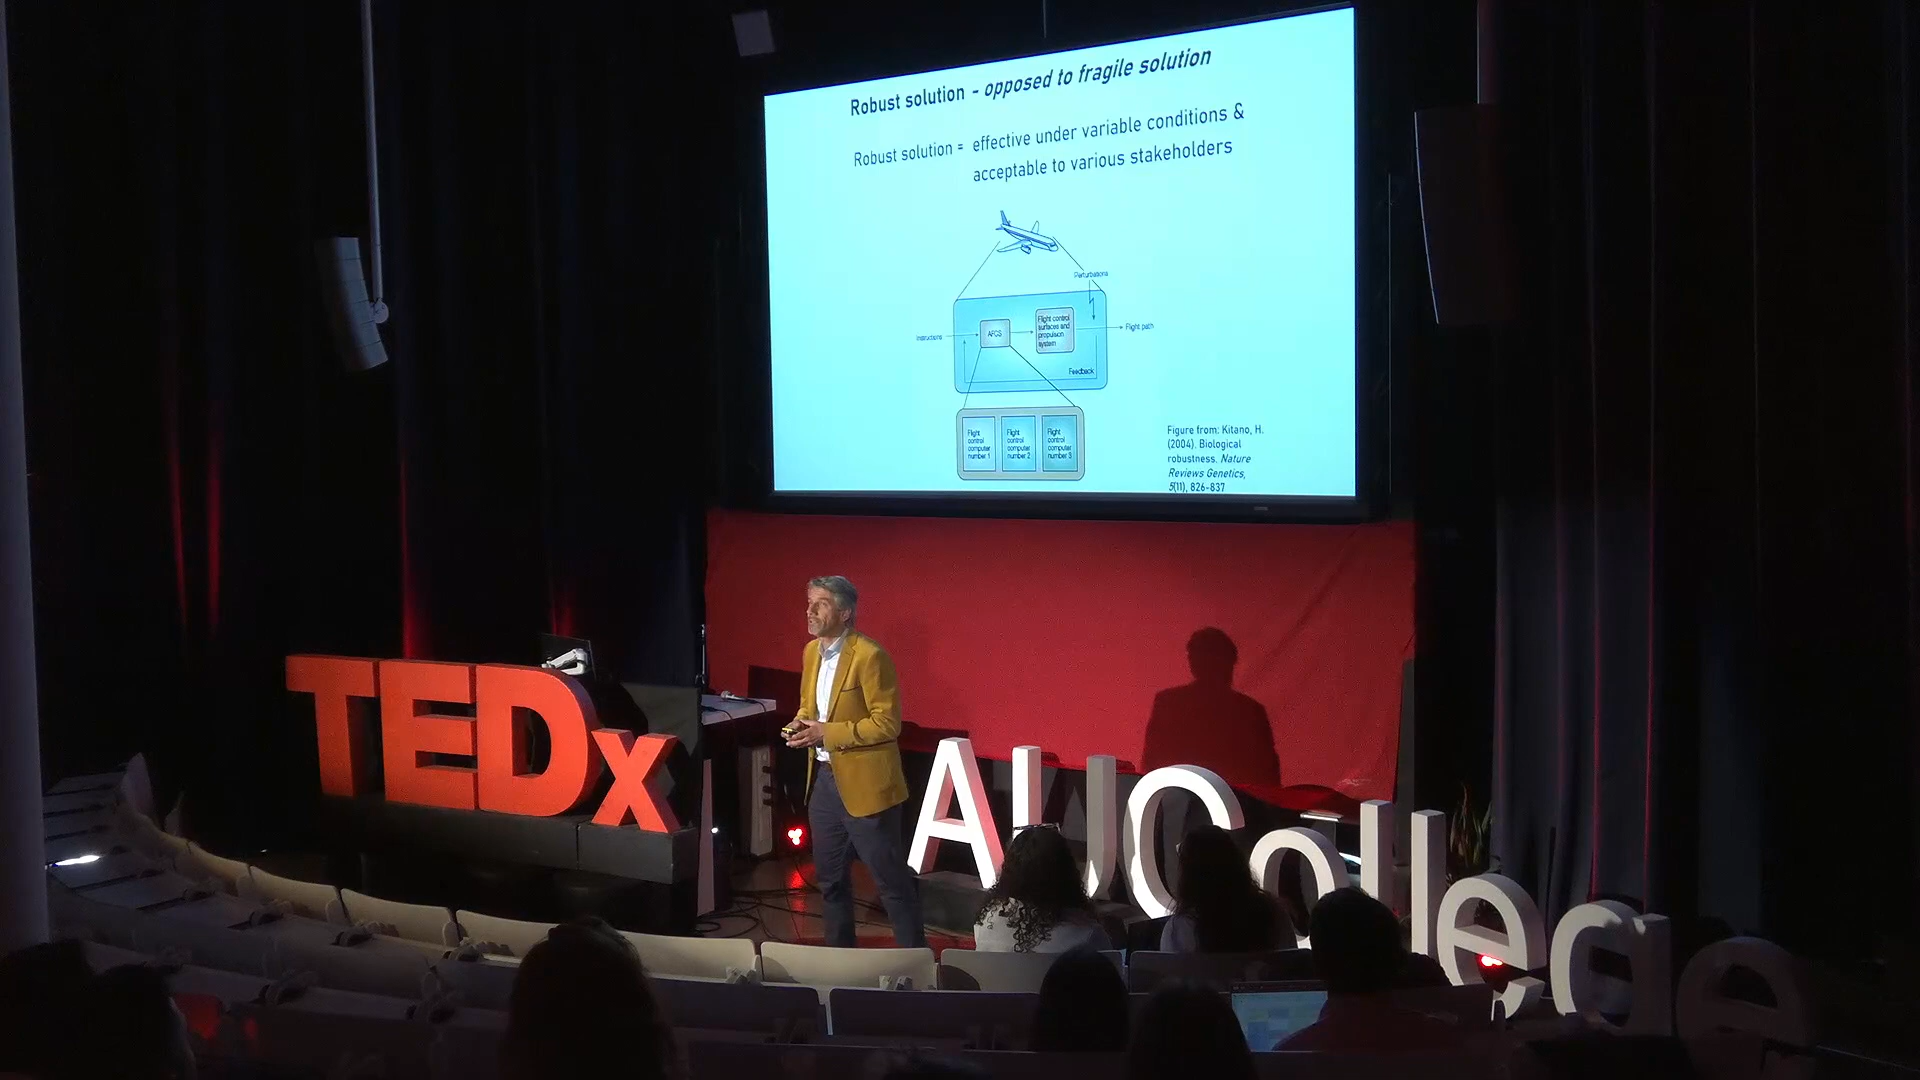 Robust solution - opposed to fragile solution
Robust solution = effective under variable conditions &
acceptable to various stakeholders
Perturbations
Instructions
AFCS
Flight control
surfaces and
propulsion
system
Flight path
Feedback
Flight
control
computer
number 1
Flight
control
computer
number 2
Flight
control
computer
number 3
Figure from: Kitano, H.
(2004). Biological
robustness. Nature
Reviews Genetics,
5(11), 826-837
TEDx
AUCollege